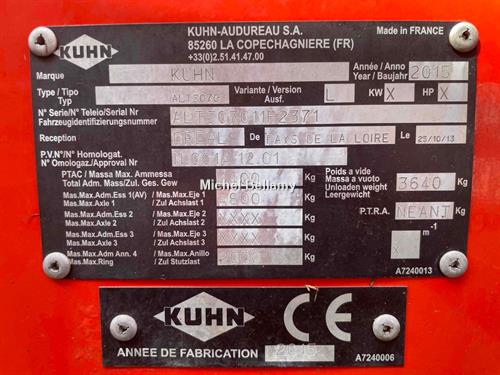 KUHN
KUHN-AUDUREAU S.A.
85260 LA COPECHAGNIERE (FR)
+33(0)2.51.41.47.00
Made in FRANCE
Marque KUHN Année / Anno 2015
Year / Baujahr
Type / Tipo Variante / Version L KW X HP X
Typ Ausf.
N° Serie/N° Teleio/Serial Nr
Fahrzeugidentifizierungsnummer
Reception DREAL DE PAYS DE LA LOIRE le 25/10/13
P.V.N°/N° Homologat.
N° Omologaz./Approval Nr
PTAC / Massa Max. Ammessa Kg
Total Adm. Mass/Zul. Ges. Gew
Mas.Max.Adm.Ess 1(AV) / Mas.Max.Eje 1 Kg
Mas.Max.Axle 1 / Zul Achslast 1
Mas.Max.Adm.Ess 2 / Mas.Max.Eje 2 XXXX Kg
Mas.Max.Axle 2 / Zul Achslast 2
Mas.Max.Adm.Ess 3 / Mas.Max.Eje 3 XXXX Kg
Mas.Max.Axle 3 / Zul Achslast 3
Mas.Max.Adm Ann. 4 / Mas.Max.Anillo Kg
Mas.Max.Ring / Zul Stutzlast
Poids a vide
Massa a vuoto 3640 Kg
Unloaden weight
Leergewicht
P.T.R.A. NEANT Kg
m-1
A7240013
Michel Bellamy
KUHN CE
ANNEE DE FABRICATION 2015 A7240006